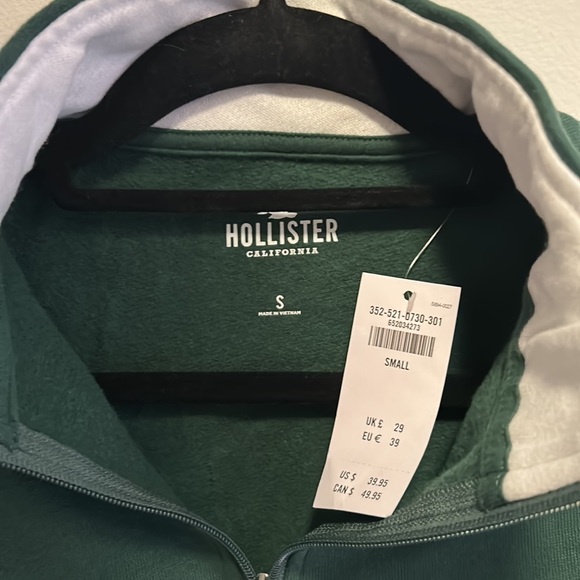 HOLLISTER
CALIFORNIA
S
MADE IN VIETNAM
352-521-0730-301
652034273
SMALL
UK £ 29
EU € 39
US $ 39.95
CAN $ 49.95